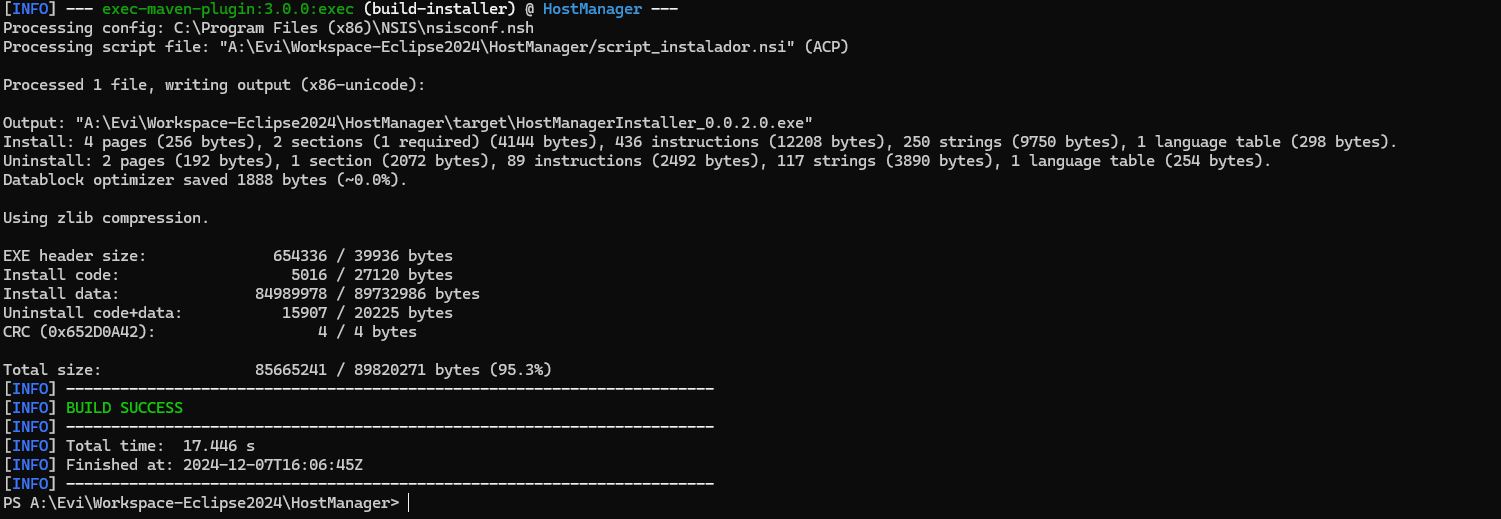 [INFO] --- exec-maven-plugin:3.0.0:exec (build-installer) @ HostManager ---
Processing config: C:\Program Files (x86)\NSIS\nsisconf.nsh
Processing script file: "A:\Evi\Workspace-Eclipse2024\HostManager/script_instalador.nsi" (ACP)
Processed 1 file, writing output (x86-unicode):
Output: "A:\Evi\Workspace-Eclipse2024\HostManager\target\HostManagerInstaller_0.0.2.0.exe"
Install: 4 pages (256 bytes), 2 sections (1 required) (4144 bytes), 436 instructions (12208 bytes), 250 strings (9750 bytes), 1 language table (298 bytes).
Uninstall: 2 pages (192 bytes), 1 section (2072 bytes), 89 instructions (2492 bytes), 117 strings (3890 bytes), 1 language table (254 bytes).
Datablock optimizer saved 1888 bytes (~0.0%).
Using zlib compression.
EXE header size:              654336 / 39936 bytes
Install code:                   5016 / 27120 bytes
Install data:               84989978 / 89732986 bytes
Uninstall code+data:           15907 / 20225 bytes
CRC (0x652D0A42):                  4 / 4 bytes
Total size:                 85665241 / 89820271 bytes (95.3%)
[INFO] ------------------------------------------------------------------------
[INFO] BUILD SUCCESS
[INFO] ------------------------------------------------------------------------
[INFO] Total time:  17.446 s
[INFO] Finished at: 2024-12-07T16:06:45Z
[INFO] ------------------------------------------------------------------------
PS A:\Evi\Workspace-Eclipse2024\HostManager>